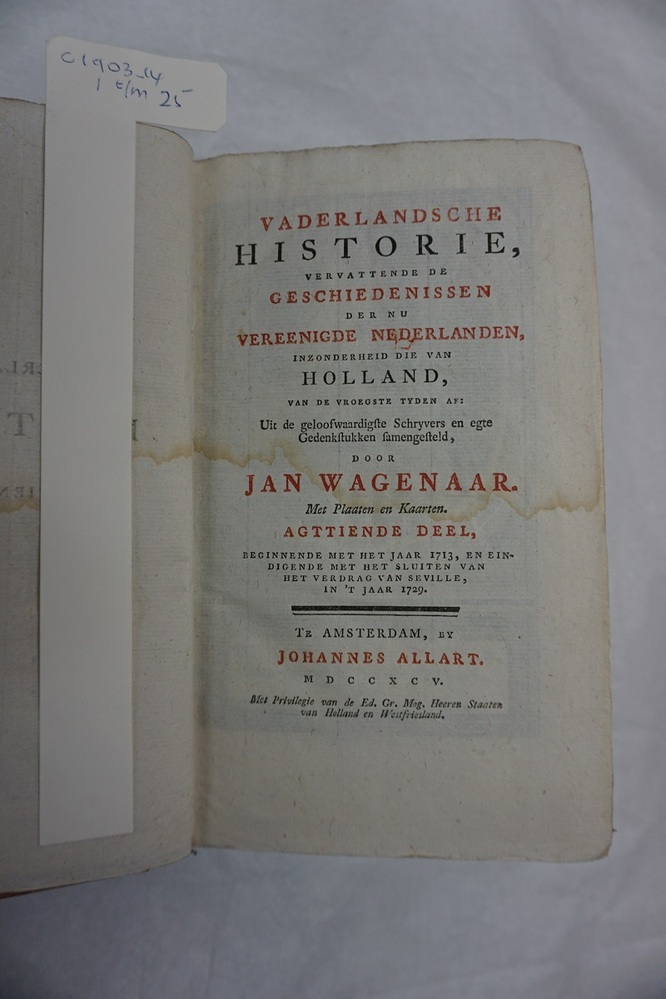 C1903_14
1 t/m 25
VADERLANDSCHE
HISTORIE,
VERVATTENDE DE
GESCHIEDENISSEN
DER NU
VEREENIGDE NEDERLANDEN,
INZONDERHEID DIE VAN
HOLLAND,
VAN DE VROEGSTE TYDEN AF:
Uit de geloofwaardigſte Schryvers en egte
Gedenkſtukken ſamengeſteld,
DOOR
JAN WAGENAAR.
Met Plaaten en Kaarten.
AGTTIENDE DEEL,
BEGINNENDE MET HET JAAR 1713, EN EIN-
DIGENDE MET HET SLUITEN VAN
HET VERDRAG VAN SEVILLE,
IN 'T JAAR 1729.
TE AMSTERDAM, BY
JOHANNES ALLART.
M D C C X C V.
Met Privilegie van de Ed. Gr. Mog. Heeren Staaten
van Holland en Westfriesland.